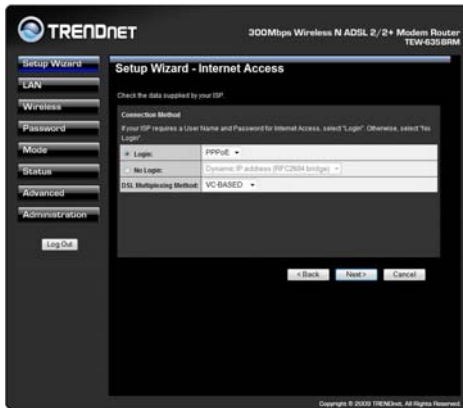 TRENDNET
300Mbps Wireless N ADSL 2/2+ Modem Router
TEW-635BRM
Setup Wizard
LAN
Wireless
Password
Mode
Status
Advanced
Administration
Log Out
Setup Wizard - Internet Access
Check the data supplied by your ISP.
Connection Method
If your ISP requires a User Name and Password for Internet Access, select "Login". Otherwise, select "No
Login".
Login: PPPoE
No Login: Dynamic IP address (RFC2684 bridge)
DSL Multiplexing Method: VC-BASED
< Back Next > Cancel
Copyright © 2009 TRENDnet. All Rights Reserved.